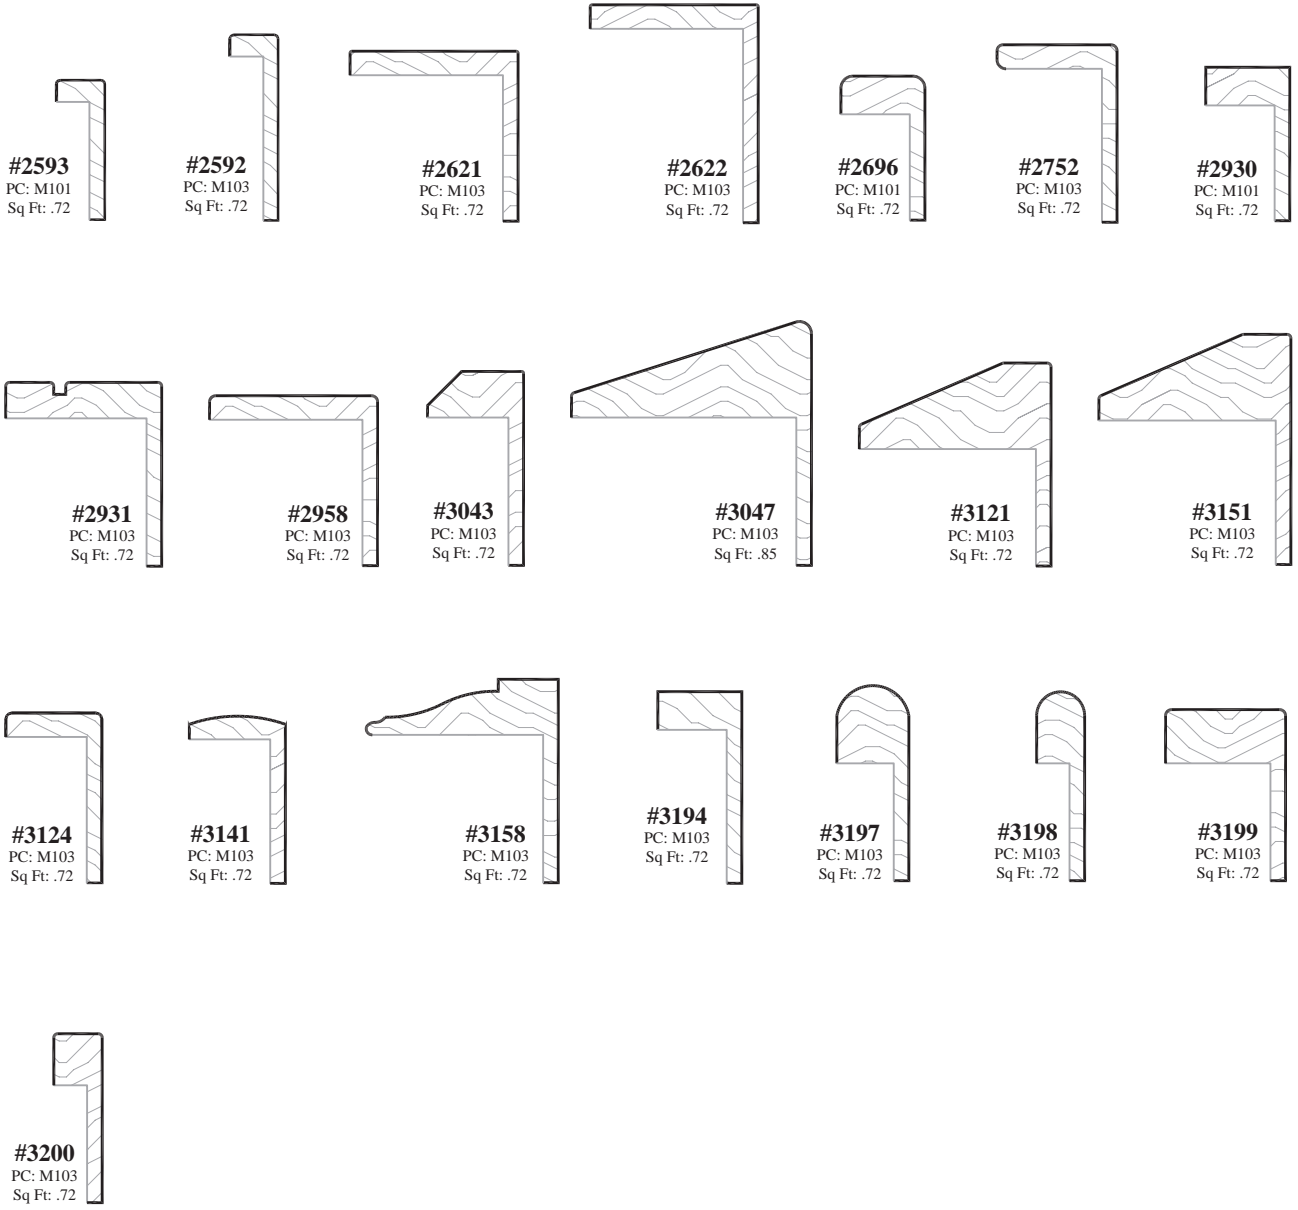 #2593
PC: M101
Sq Ft: .72
#2592
PC: M103
Sq Ft: .72
#2621
PC: M103
Sq Ft: .72
#2622
PC: M103
Sq Ft: .72
#2696
PC: M101
Sq Ft: .72
#2752
PC: M103
Sq Ft: .72
#2930
PC: M101
Sq Ft: .72
#2931
PC: M103
Sq Ft: .72
#2958
PC: M103
Sq Ft: .72
#3043
PC: M103
Sq Ft: .72
#3047
PC: M103
Sq Ft: .85
#3121
PC: M103
Sq Ft: .72
#3151
PC: M103
Sq Ft: .72
#3124
PC: M103
Sq Ft: .72
#3141
PC: M103
Sq Ft: .72
#3158
PC: M103
Sq Ft: .72
#3194
PC: M103
Sq Ft: .72
#3197
PC: M103
Sq Ft: .72
#3198
PC: M103
Sq Ft: .72
#3199
PC: M103
Sq Ft: .72
#3200
PC: M103
Sq Ft: .72